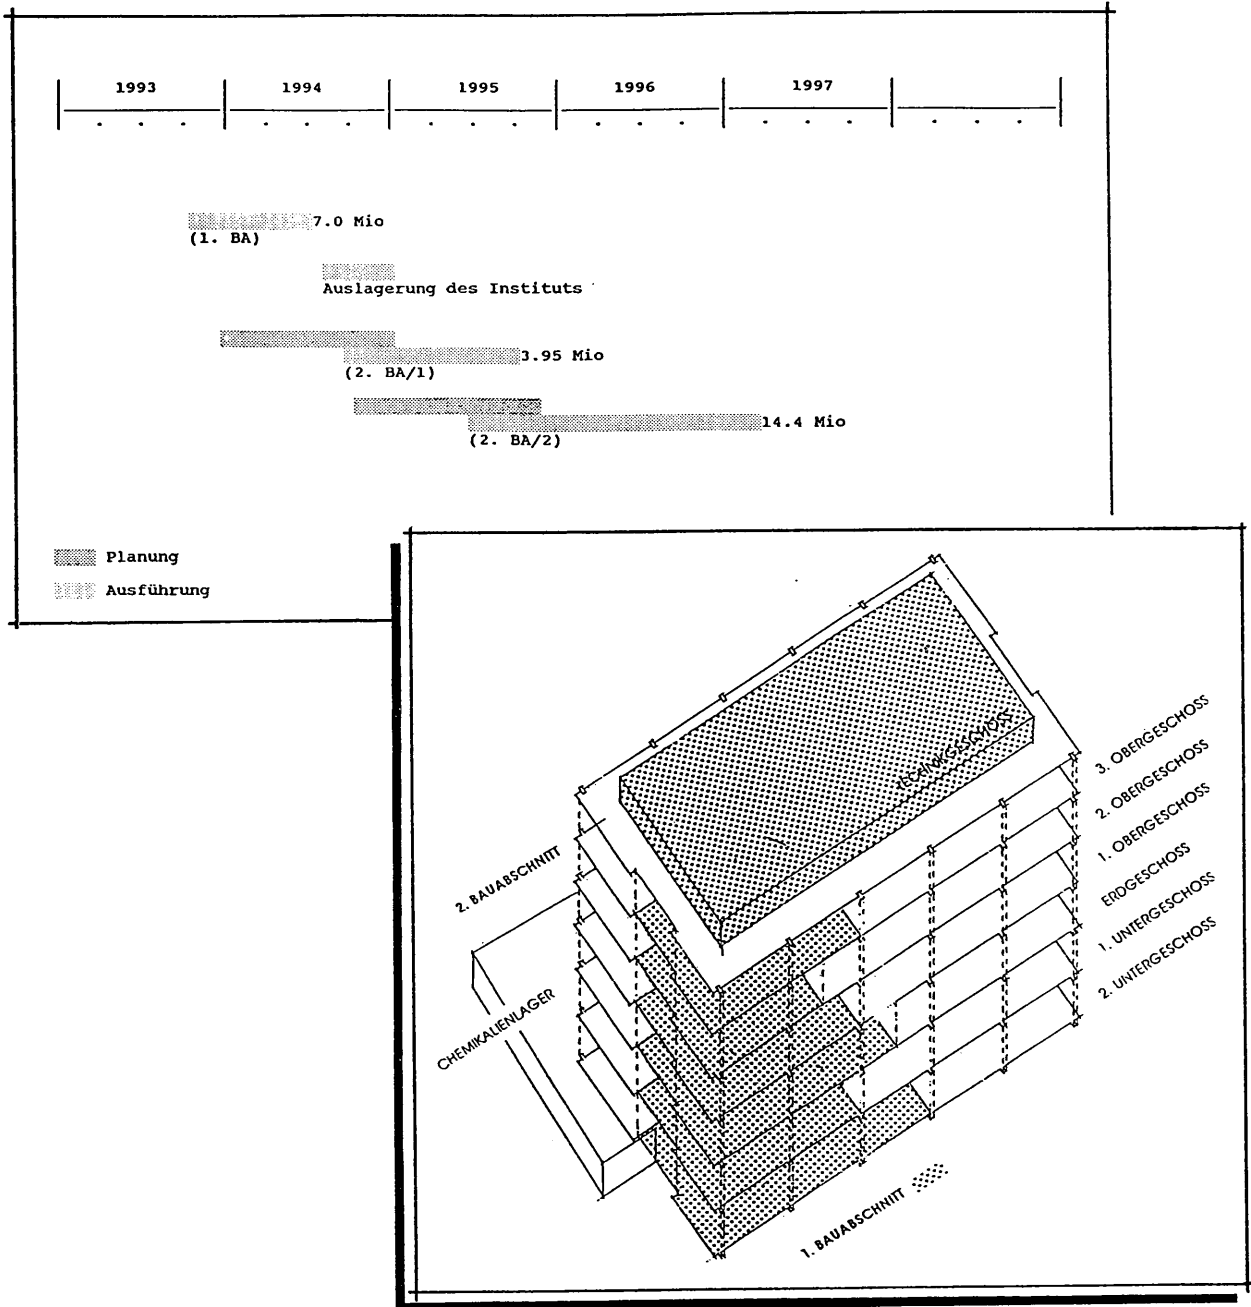 1993 1994 1995 1996 1997
7.0 Mio
(1. BA)
Auslagerung des Instituts
3.95 Mio
(2. BA/1)
14.4 Mio
(2. BA/2)
Planung
Ausführung
TECHNIKGESCHOSS
3. OBERGESCHOSS
2. OBERGESCHOSS
1. OBERGESCHOSS
ERDGESCHOSS
1. UNTERGESCHOSS
2. UNTERGESCHOSS
2. BAUABSCHNITT
CHEMIKALIENLAGER
1. BAUABSCHNITT